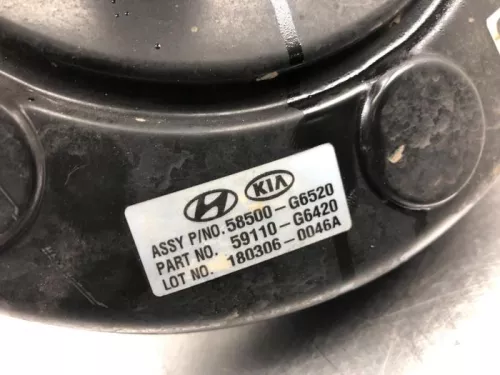 KIA
ASSY P/NO. 58500-G6520
PART NO. 59110-G6420
LOT NO. 180306-0046A